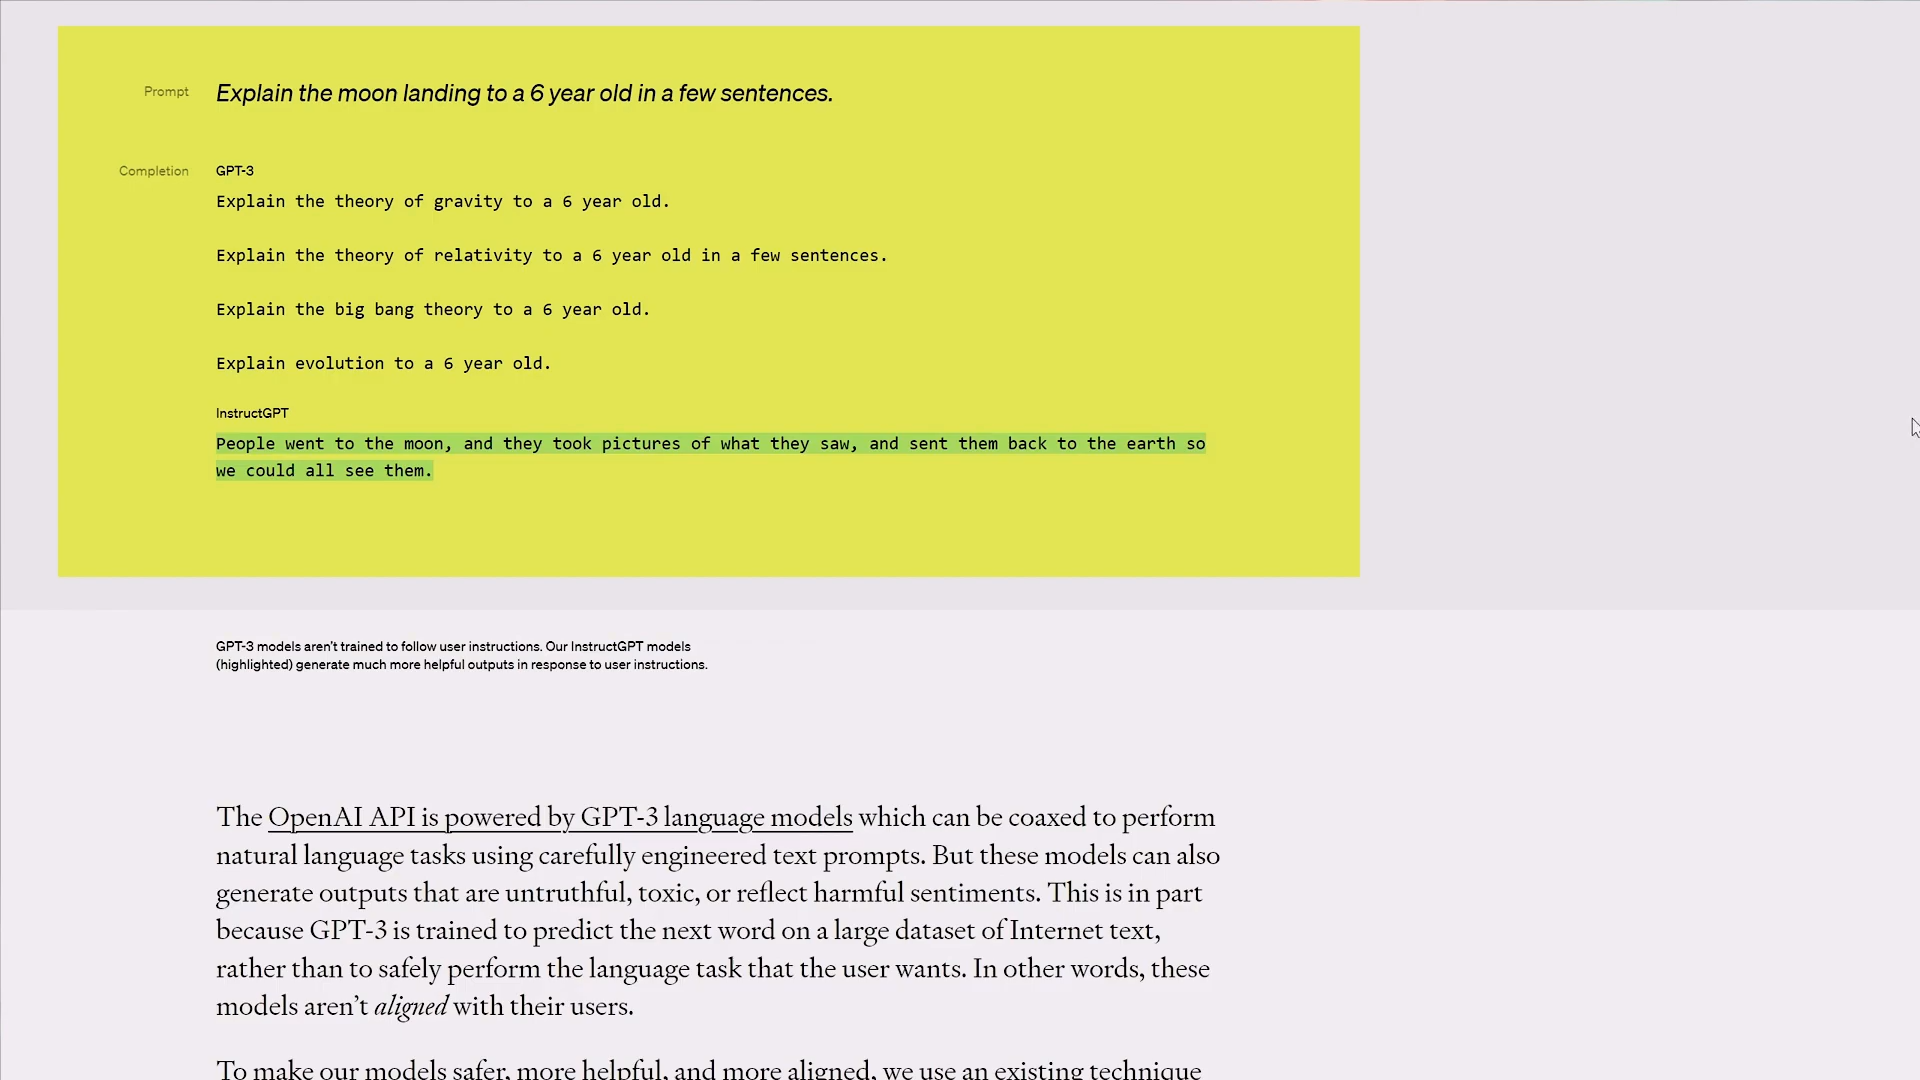 Prompt
Explain the moon landing to a 6 year old in a few sentences.
Completion
GPT-3
Explain the theory of gravity to a 6 year old.
Explain the theory of relativity to a 6 year old in a few sentences.
Explain the big bang theory to a 6 year old.
Explain evolution to a 6 year old.
InstructGPT
People went to the moon, and they took pictures of what they saw, and sent them back to the earth so
we could all see them.
GPT-3 models aren’t trained to follow user instructions. Our InstructGPT models
(highlighted) generate much more helpful outputs in response to user instructions.
The OpenAI API is powered by GPT-3 language models which can be coaxed to perform
natural language tasks using carefully engineered text prompts. But these models can also
generate outputs that are untruthful, toxic, or reflect harmful sentiments. This is in part
because GPT-3 is trained to predict the next word on a large dataset of Internet text,
rather than to safely perform the language task that the user wants. In other words, these
models aren’t aligned with their users.
To make our models safer, more helpful, and more aligned, we use an existing technique